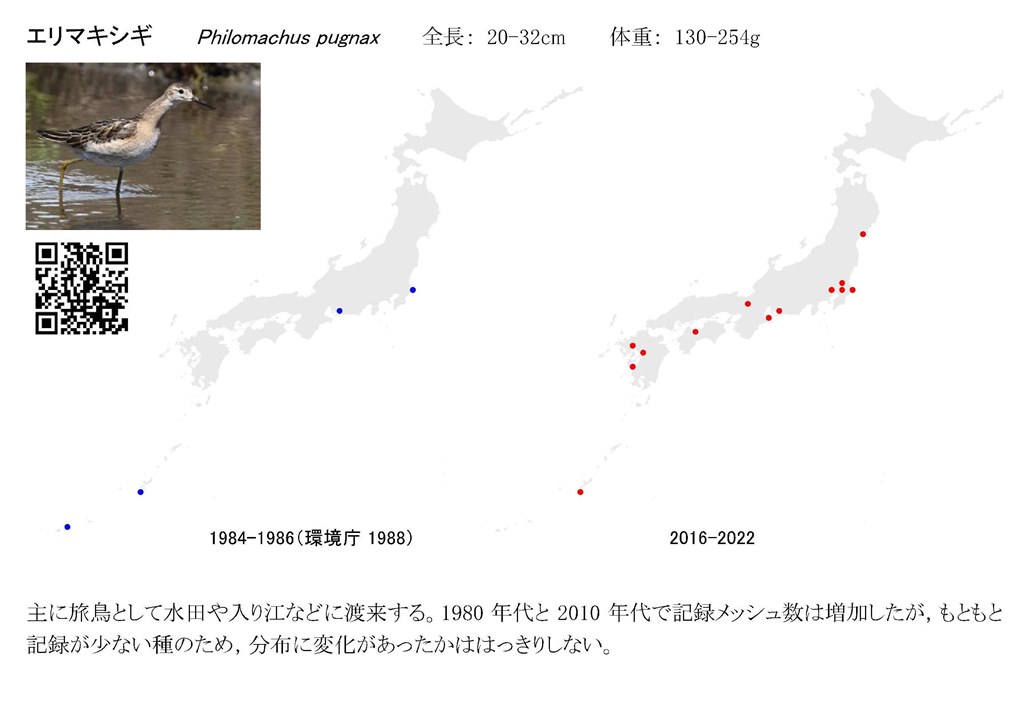 エリマキシギ Philomachus pugnax 全長： 20-32cm 体重： 130-254g
1984-1986（環境庁 1988） 2016-2022
主に旅鳥として水田や入り江などに渡来する。1980 年代と 2010 年代で記録メッシュ数は増加したが，もともと
記録が少ない種のため，分布に変化があったかははっきりしない。